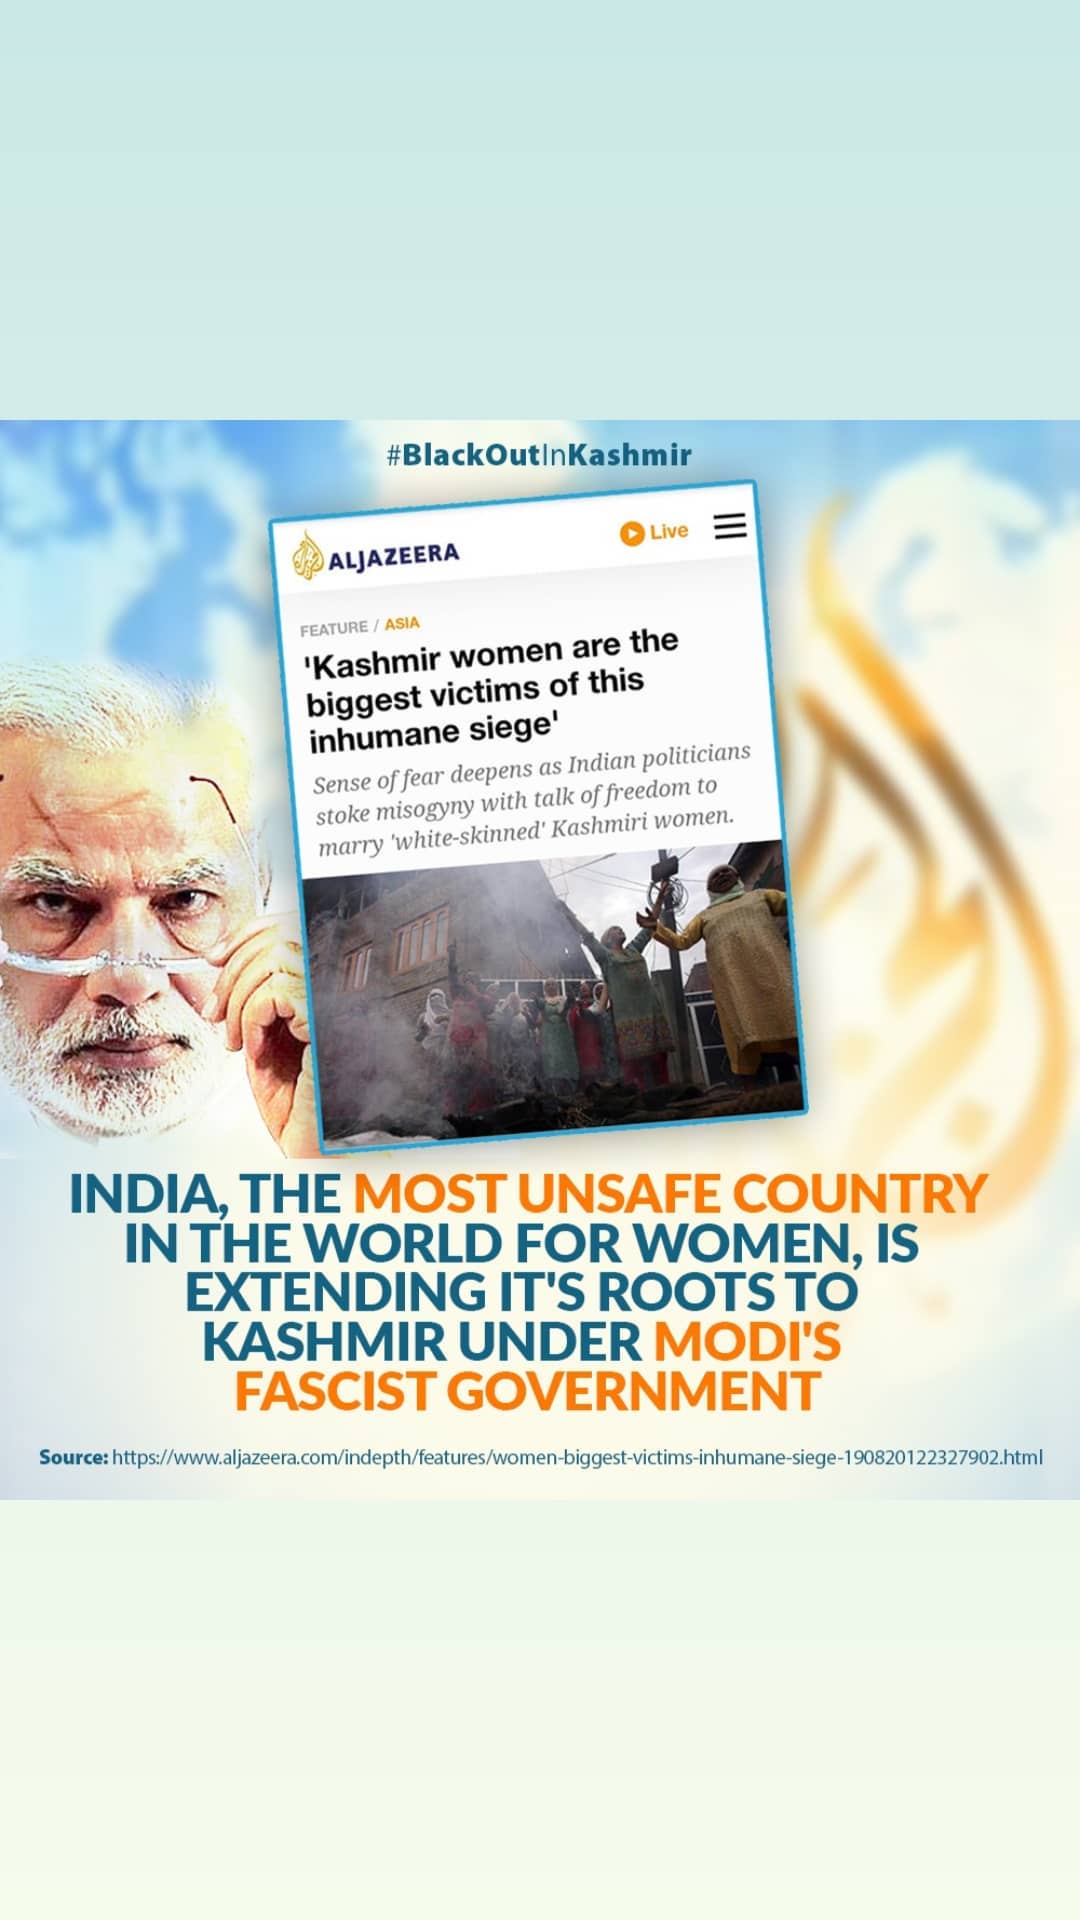 #BlackOutInKashmir
ALJAZEERA
Live
FEATURE / ASIA
'Kashmir women are the
biggest victims of this
inhumane siege'
Sense of fear deepens as Indian politicians
stoke misogyny with talk of freedom to
marry 'white-skinned' Kashmiri women.
INDIA, THE MOST UNSAFE COUNTRY
IN THE WORLD FOR WOMEN, IS
EXTENDING IT'S ROOTS TO
KASHMIR UNDER MODI'S
FASCIST GOVERNMENT
Source: https://www.aljazeera.com/indepth/features/women-biggest-victims-inhumane-siege-190820122327902.html